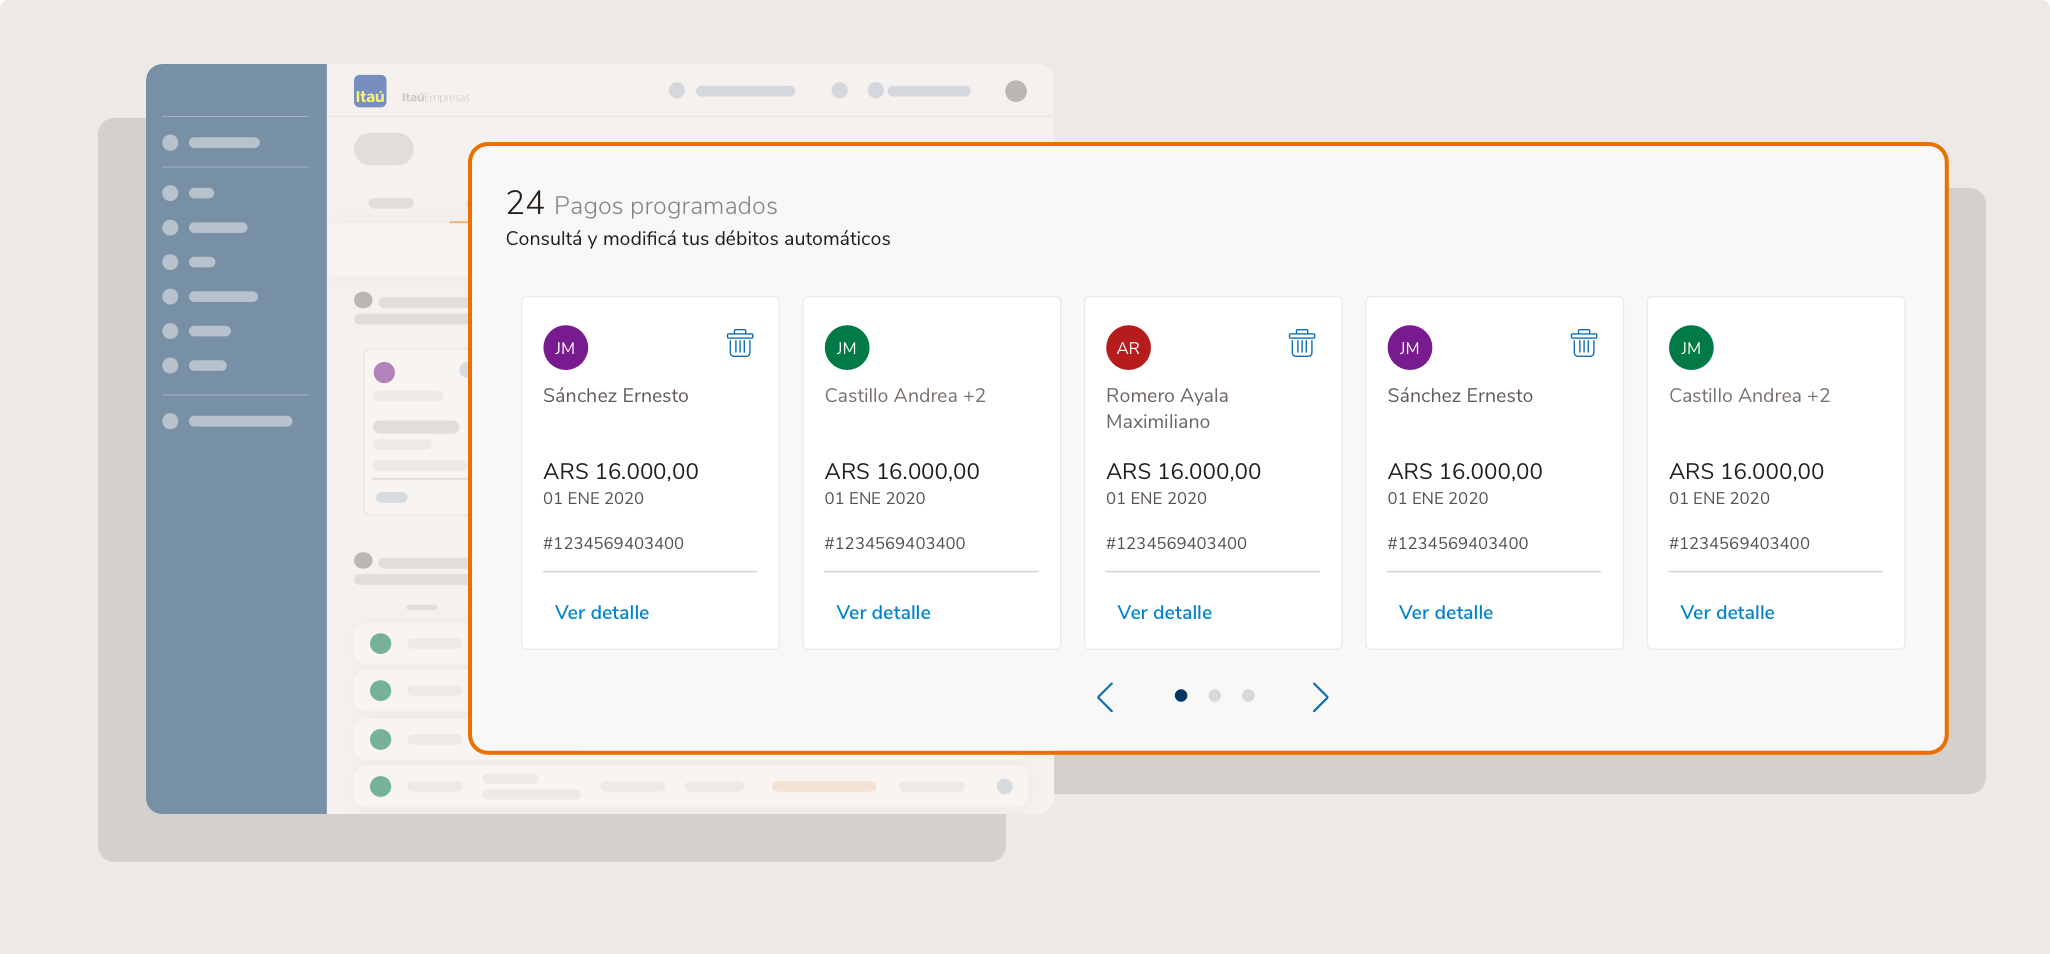 Itaú
ItaúEmpresas
24 Pagos programados
Consultá y modificá tus débitos automáticos
JM
Sánchez Ernesto
ARS 16.000,00
01 ENE 2020
#1234569403400
Ver detalle
JM
Castillo Andrea +2
ARS 16.000,00
01 ENE 2020
#1234569403400
Ver detalle
AR
Romero Ayala
Maximiliano
ARS 16.000,00
01 ENE 2020
#1234569403400
Ver detalle
JM
Sánchez Ernesto
ARS 16.000,00
01 ENE 2020
#1234569403400
Ver detalle
JM
Castillo Andrea +2
ARS 16.000,00
01 ENE 2020
#1234569403400
Ver detalle